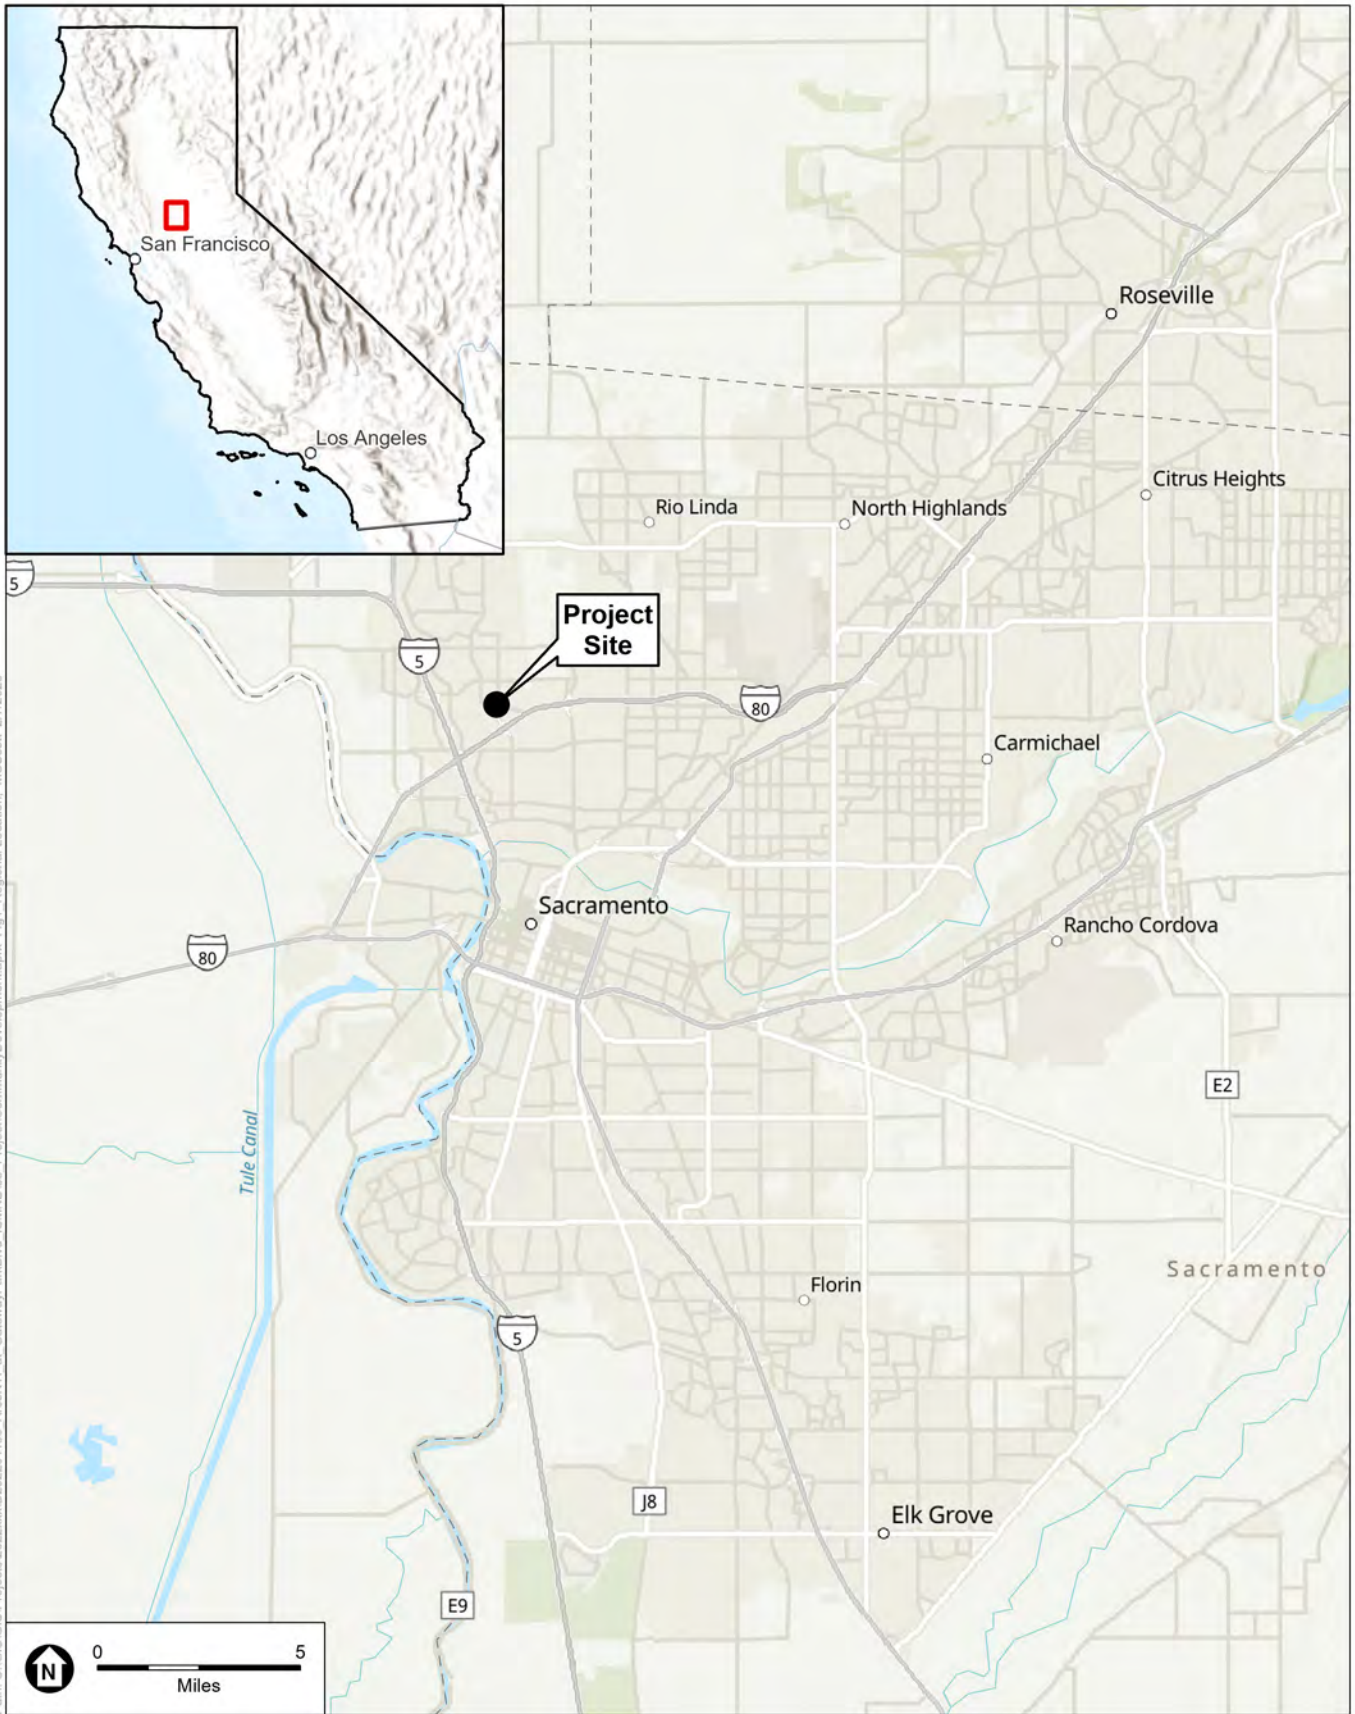 San Francisco
Los Angeles
Roseville
Citrus Heights
Rio Linda
North Highlands
5
Project
Site
5
80
Carmichael
Sacramento
Rancho Cordova
80
E2
Tule Canal
Sacramento
Florin
5
J8
Elk Grove
E9
N
0 5
Miles